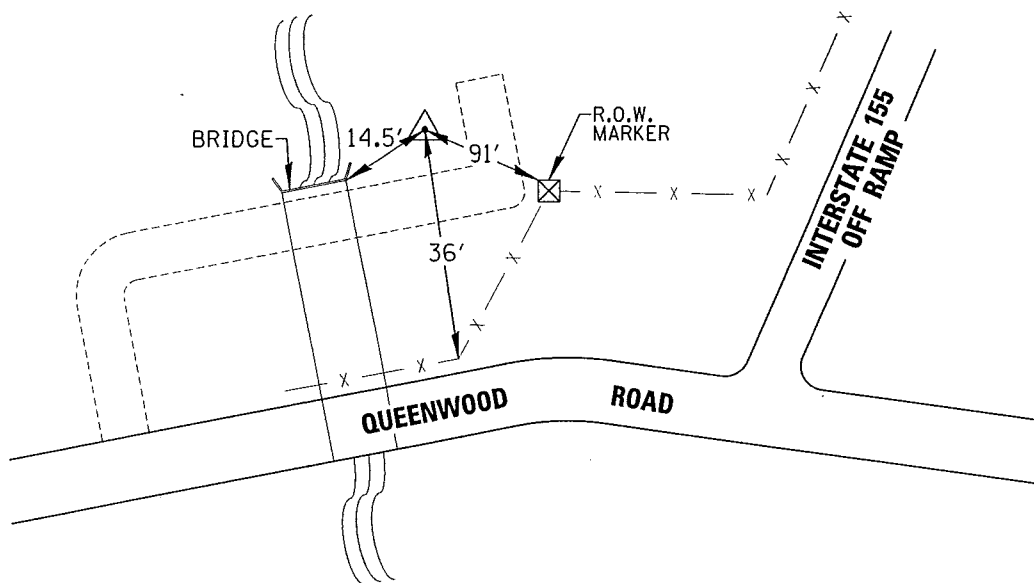 BRIDGE
14.5'
91'
R.O.W.
MARKER
36'
INTERSTATE 155
OFF RAMP
QUEENWOOD ROAD